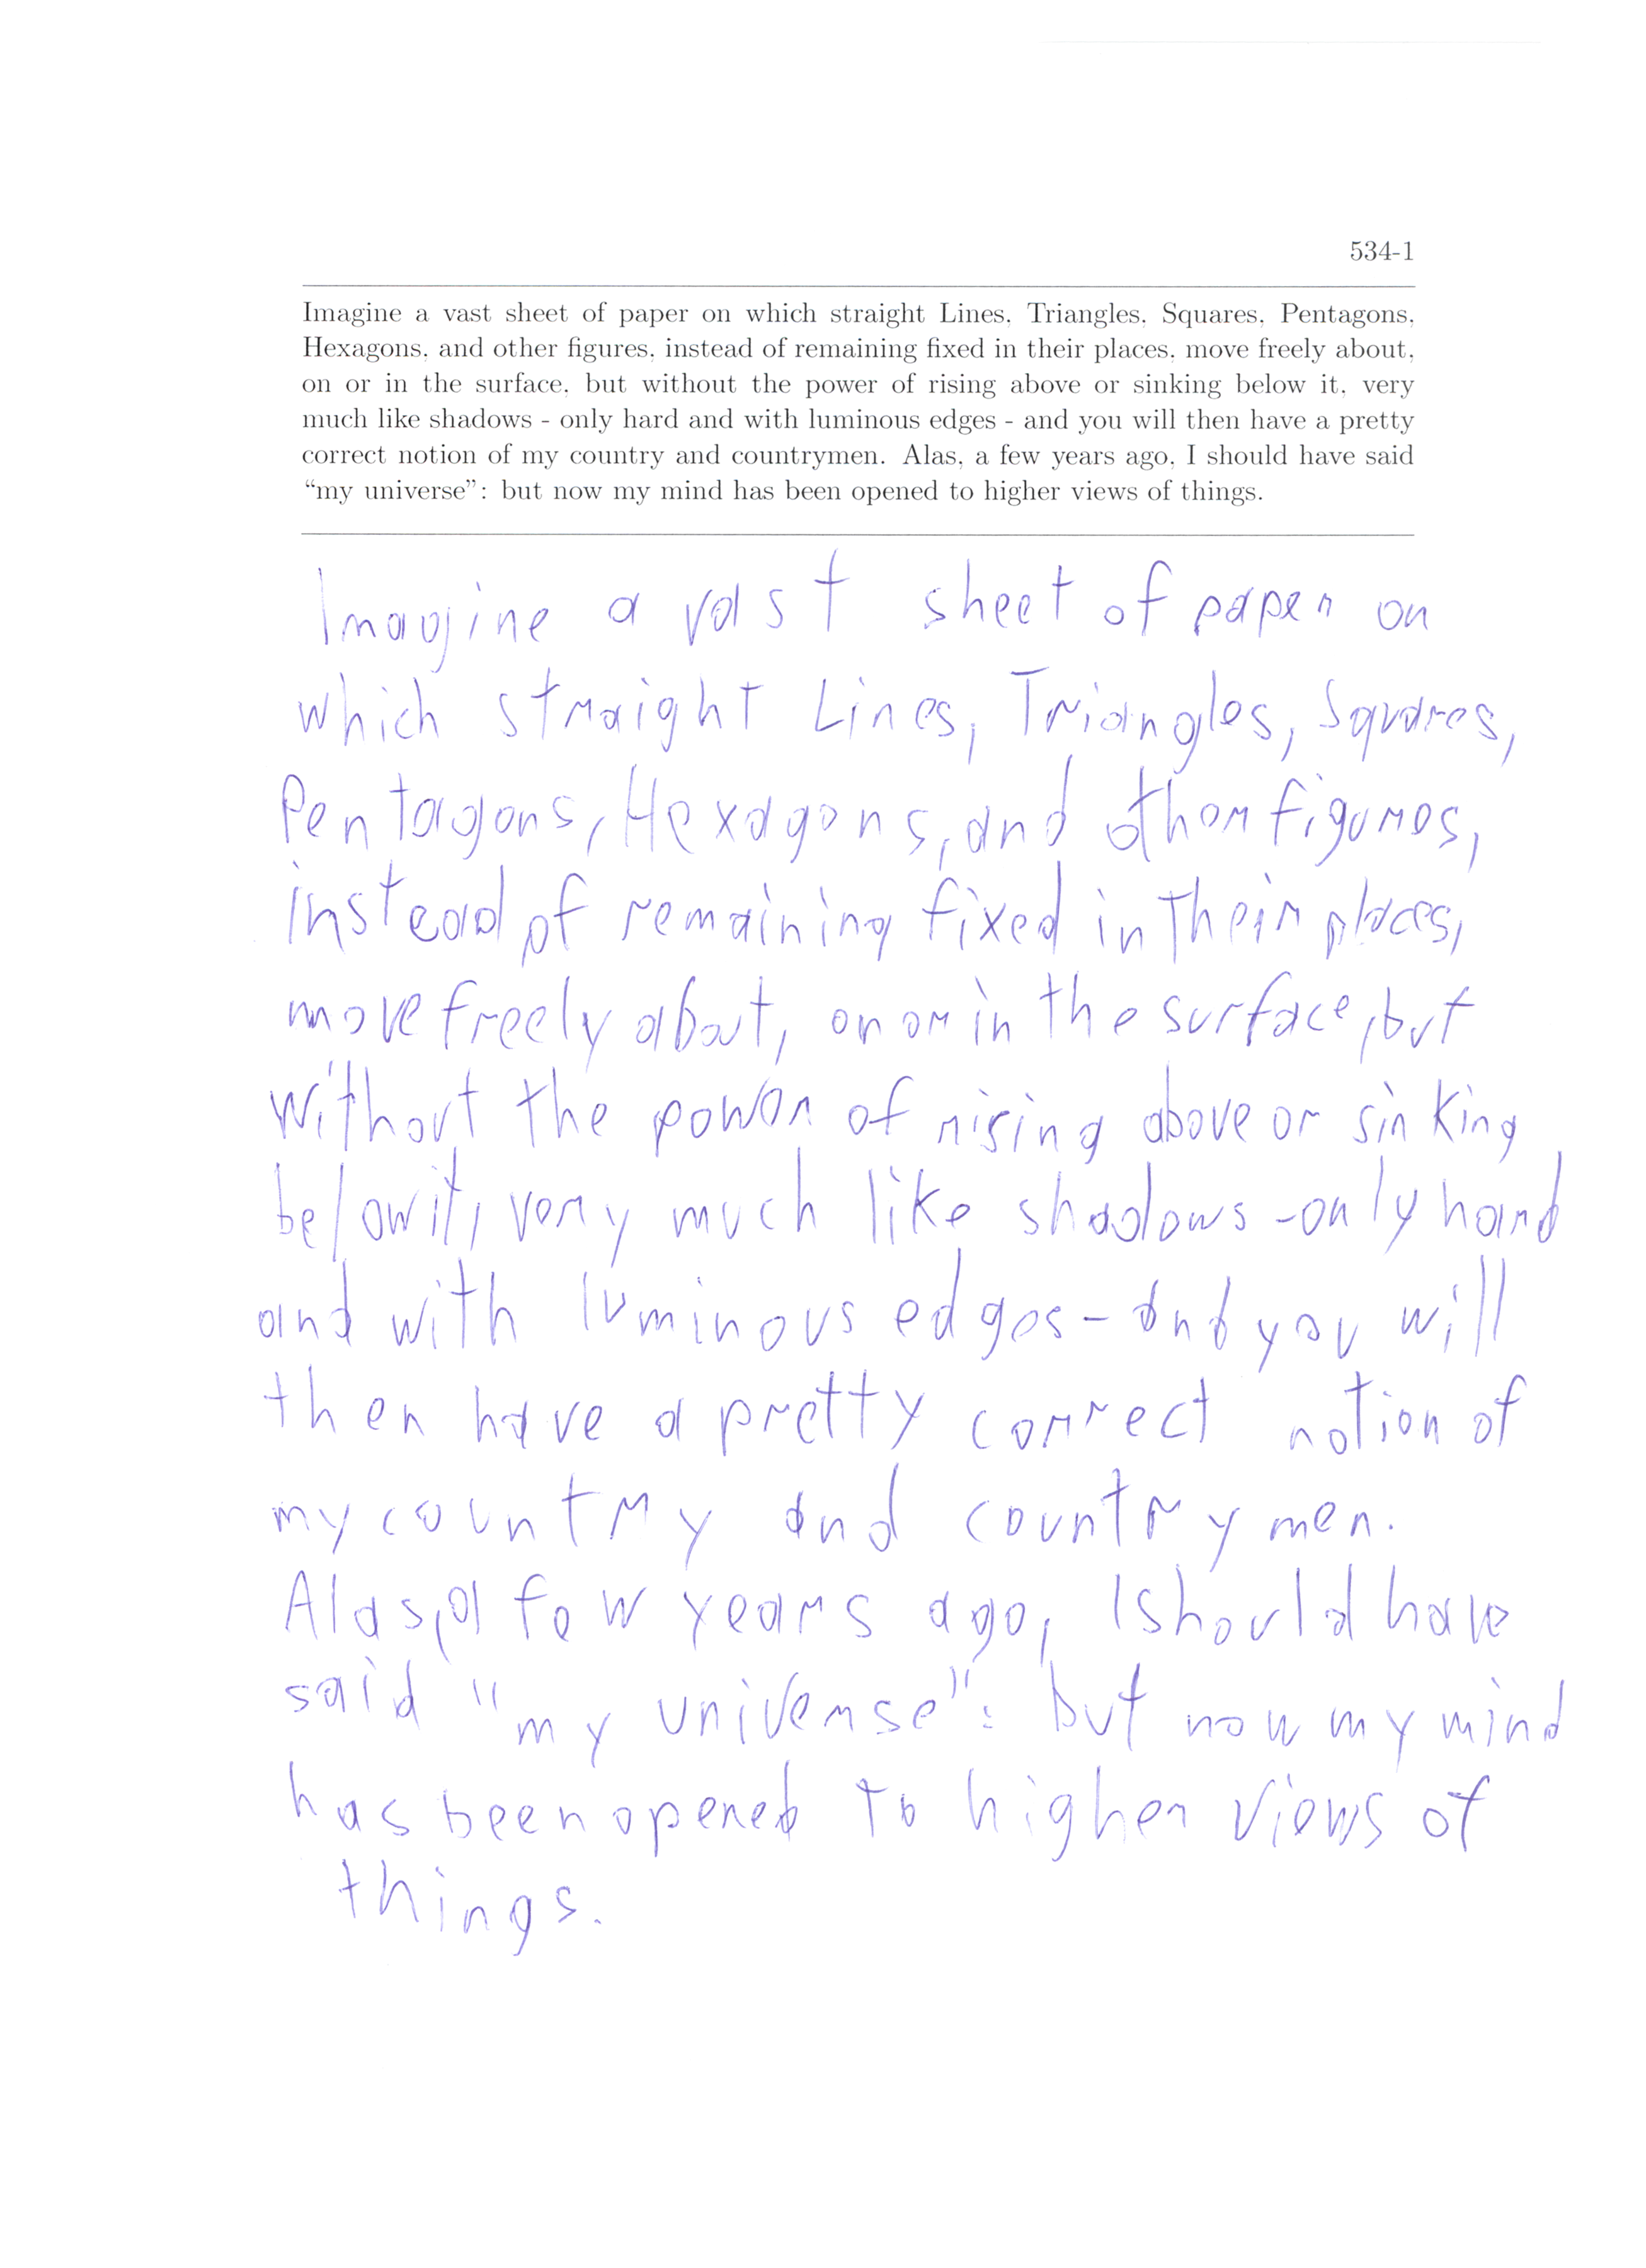 534-1
Imagine a vast sheet of paper on which straight Lines, Triangles, Squares, Pentagons,
Hexagons, and other figures, instead of remaining fixed in their places, move freely about,
on or in the surface, but without the power of rising above or sinking below it, very
much like shadows - only hard and with luminous edges - and you will then have a pretty
correct notion of my country and countrymen. Alas, a few years ago, I should have said
“my universe”: but now my mind has been opened to higher views of things.
Imagine a vast sheet of paper on
which straight Lines, Triangles, Squares,
Pentagons, Hexagons, and other figures,
instead of remaining fixed in their places,
move freely about, on or in the surface, but
without the power of rising above or sinking
below it, very much like shadows - only hard
and with luminous edges - and you will
then have a pretty correct notion of
my country and countrymen.
Alas, a few years ago, I should have
said "my universe": but now my mind
has been opened to higher views of
things.